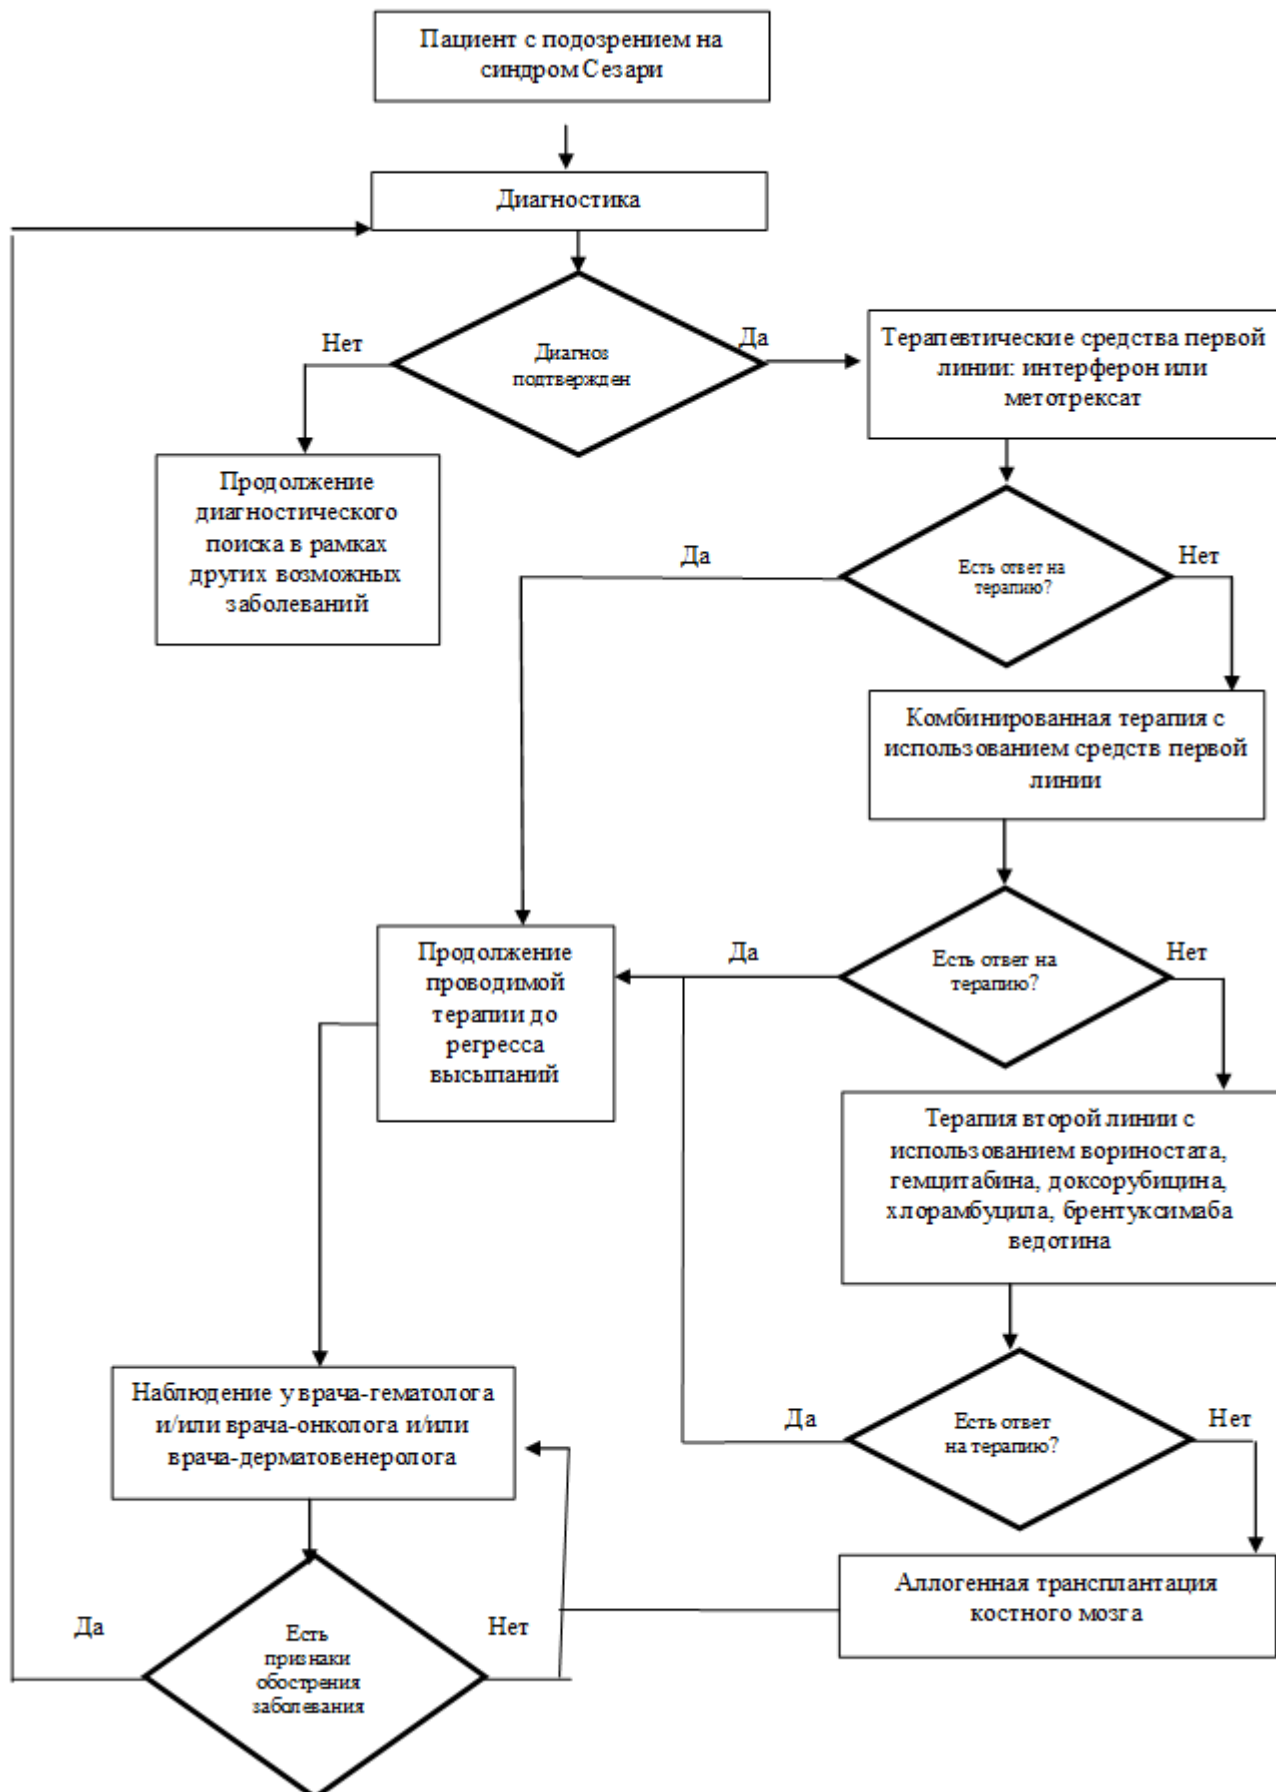 Пациент с подозрением на
синдром Сезари
Диагностика
Нет
Да
Диагноз
подтвержден
Терапевтические средства первой
линии: интерферон или
метотрексат
Продолжение
диагностического
поиска в рамках
других возможных
заболеваний
Да
Нет
Есть ответ на
терапию?
Комбинированная терапия с
использованием средств первой
линии
Да
Нет
Есть ответ на
терапию?
Продолжение
проводимой
терапии до
регресса
высыпаний
Терапия второй линии с
использованием вориностата,
гемцитабина, доксорубицина,
хлорамбуцила, брентуксимаба
ведотина
Наблюдение у врача-гематолога
и/или врача-онколога и/или
врача-дерматовенеролога
Да
Нет
Есть ответ
на терапию?
Аллогенная трансплантация
костного мозга
Да
Нет
Есть
признаки
обострения
заболевания